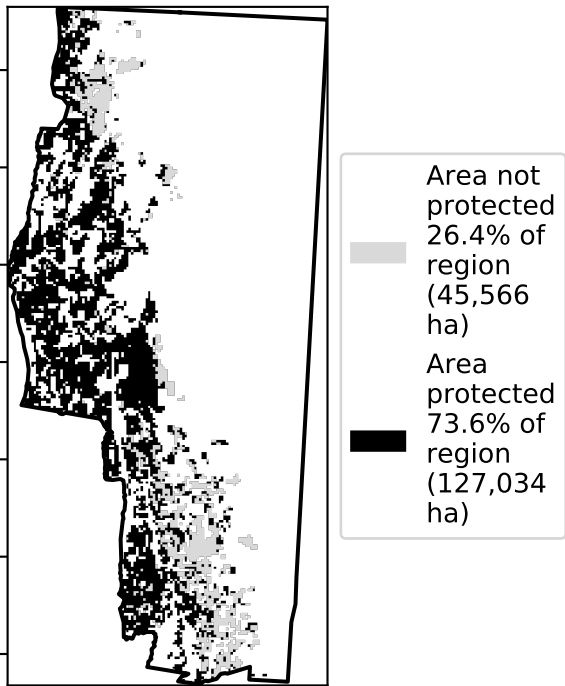 Area not
protected
26.4% of
region
(45,566
ha)
Area
protected
73.6% of
region
(127,034
ha)